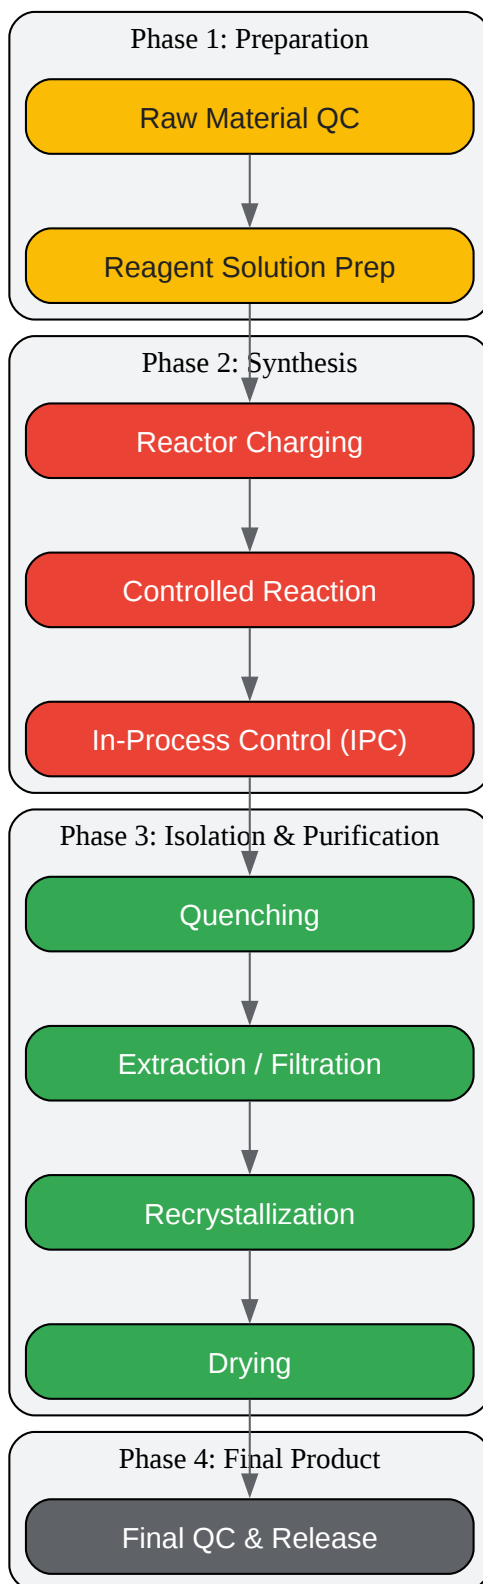 Phase 1: Preparation
Raw Material QC
Reagent Solution Prep
Phase 2: Synthesis
Reactor Charging
Controlled Reaction
In-Process Control (IPC)
Phase 3: Isolation & Purification
Quenching
Extraction / Filtration
Recrystallization
Drying
Phase 4: Final Product
Final QC & Release